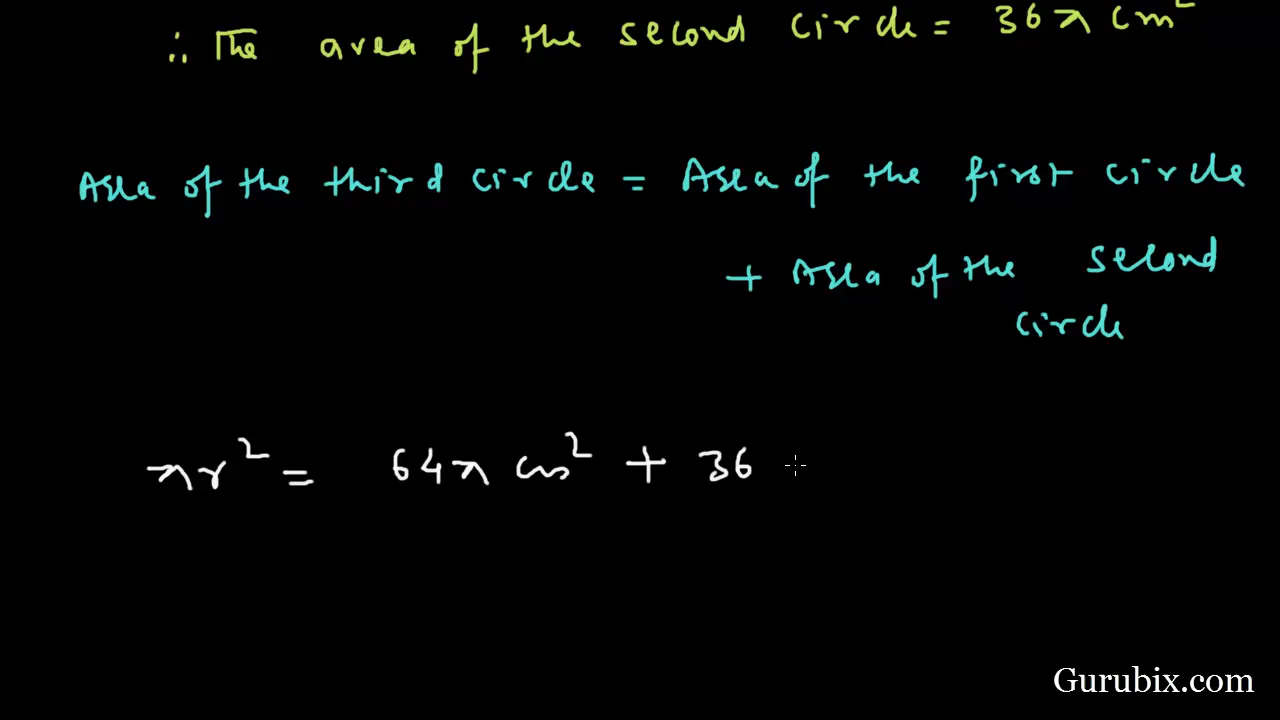 ∴ The area of the second circle = 36π cm²
Area of the third circle = Area of the first circle
+ Area of the second
circle
πr² = 64π cm² + 36
Gurubix.com